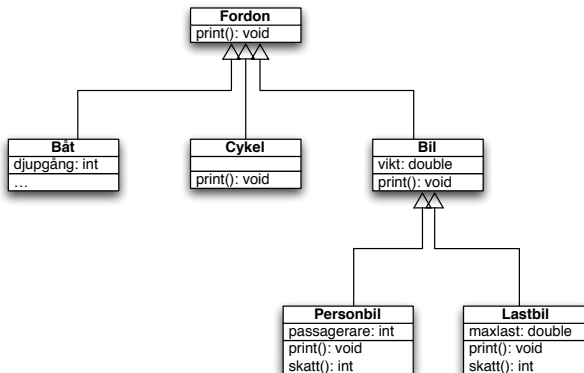 Fordon
print(): void
Båt
djupgång: int
…
Cykel
print(): void
Bil
vikt: double
print(): void
Personbil
passagerare: int
print(): void
skatt(): int
Lastbil
maxlast: double
print(): void
skatt(): int